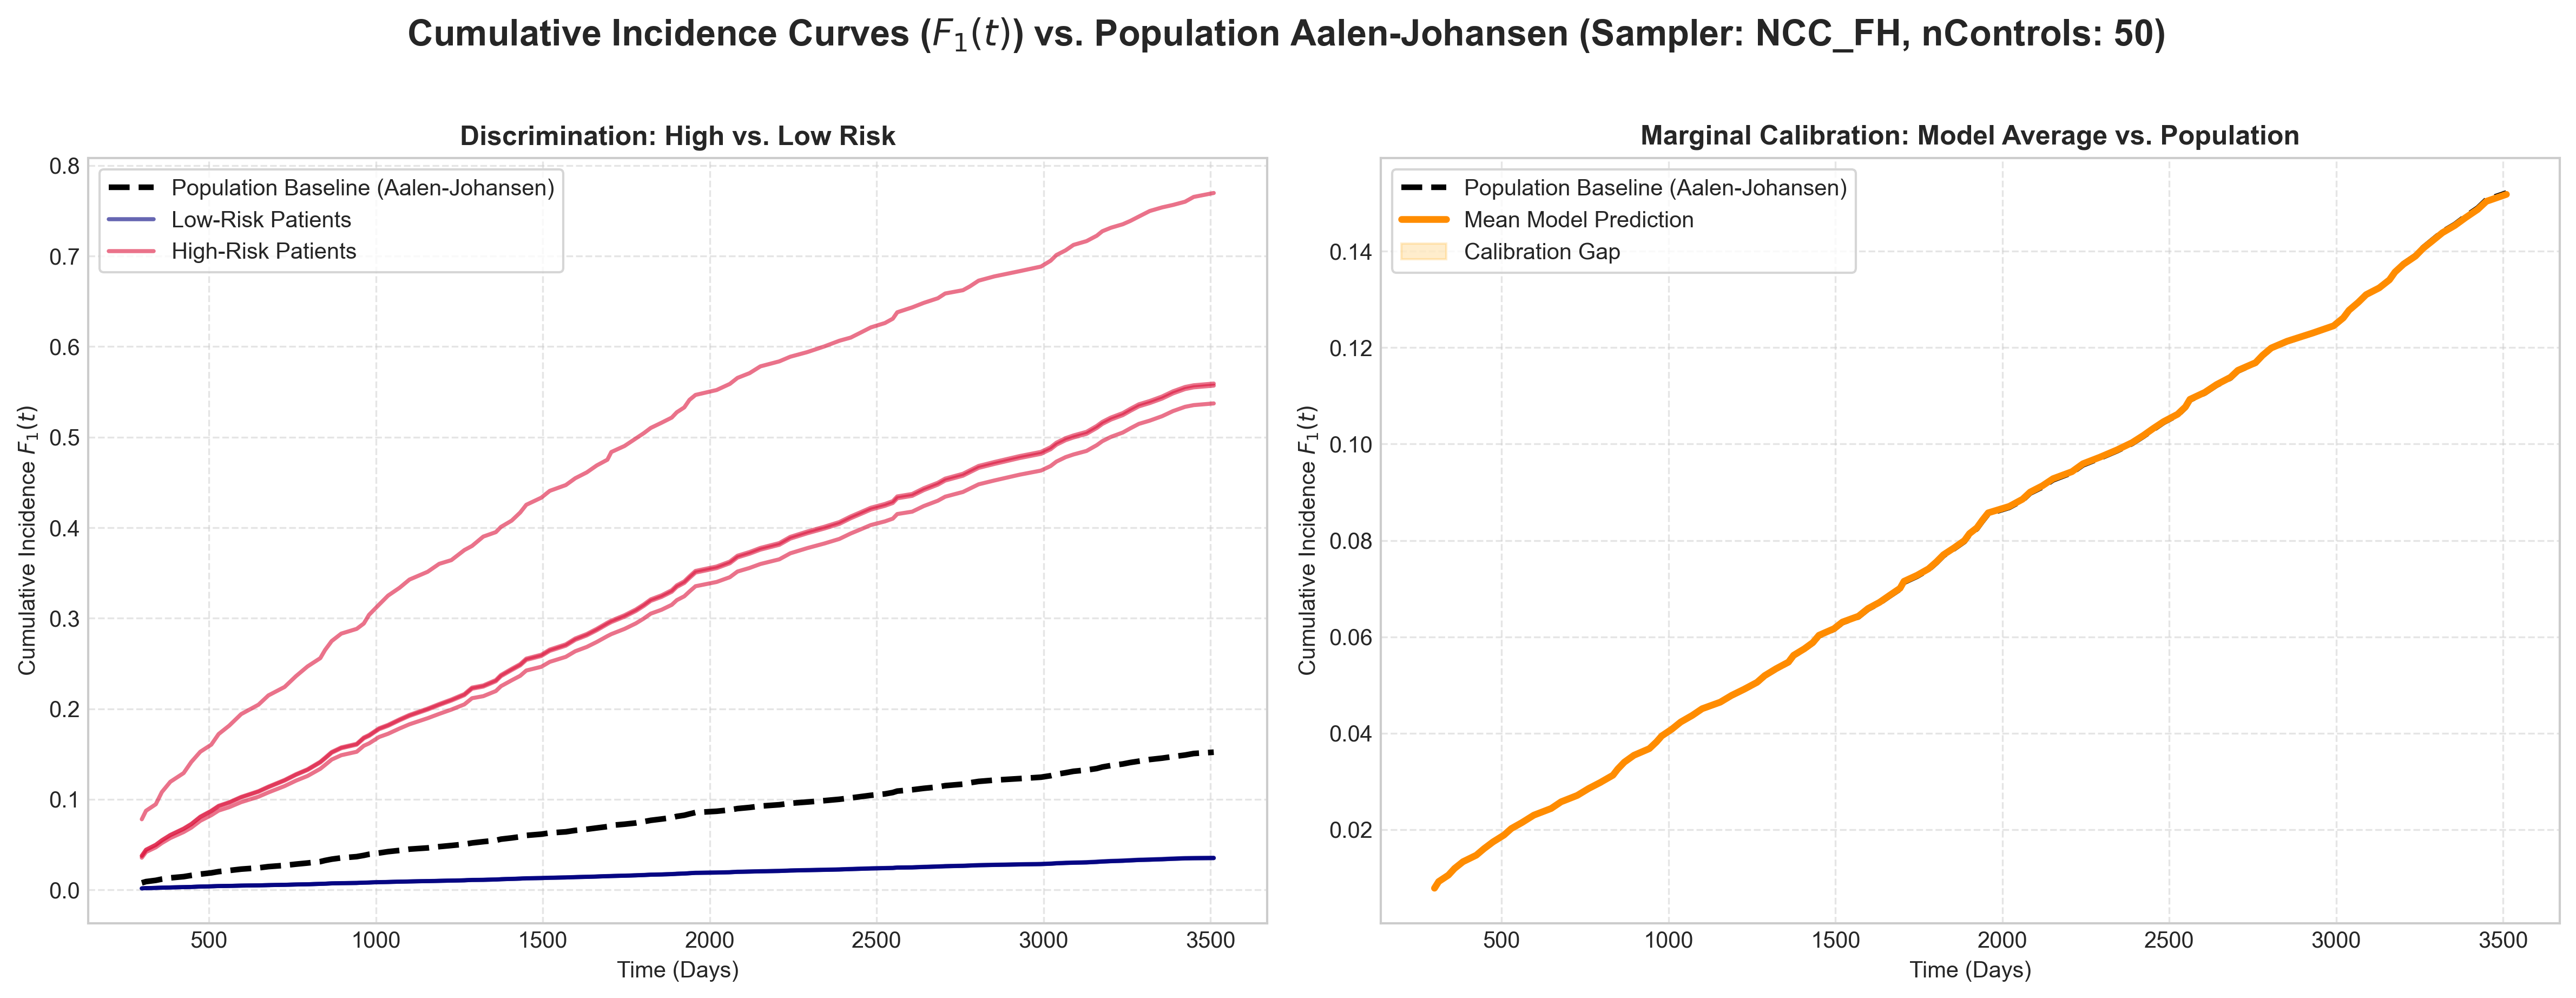 Cumulative Incidence Curves (F₁(t)) vs. Population Aalen-Johansen (Sampler: NCC_FH, nControls: 50)
Discrimination: High vs. Low Risk
Population Baseline (Aalen-Johansen)
Low-Risk Patients
High-Risk Patients
Cumulative Incidence F₁(t)
0.8
0.7
0.6
0.5
0.4
0.3
0.2
0.1
0.0
500 1000 1500 2000 2500 3000 3500
Time (Days)
Marginal Calibration: Model Average vs. Population
Population Baseline (Aalen-Johansen)
Mean Model Prediction
Calibration Gap
Cumulative Incidence F₁(t)
0.14
0.12
0.10
0.08
0.06
0.04
0.02
500 1000 1500 2000 2500 3000 3500
Time (Days)